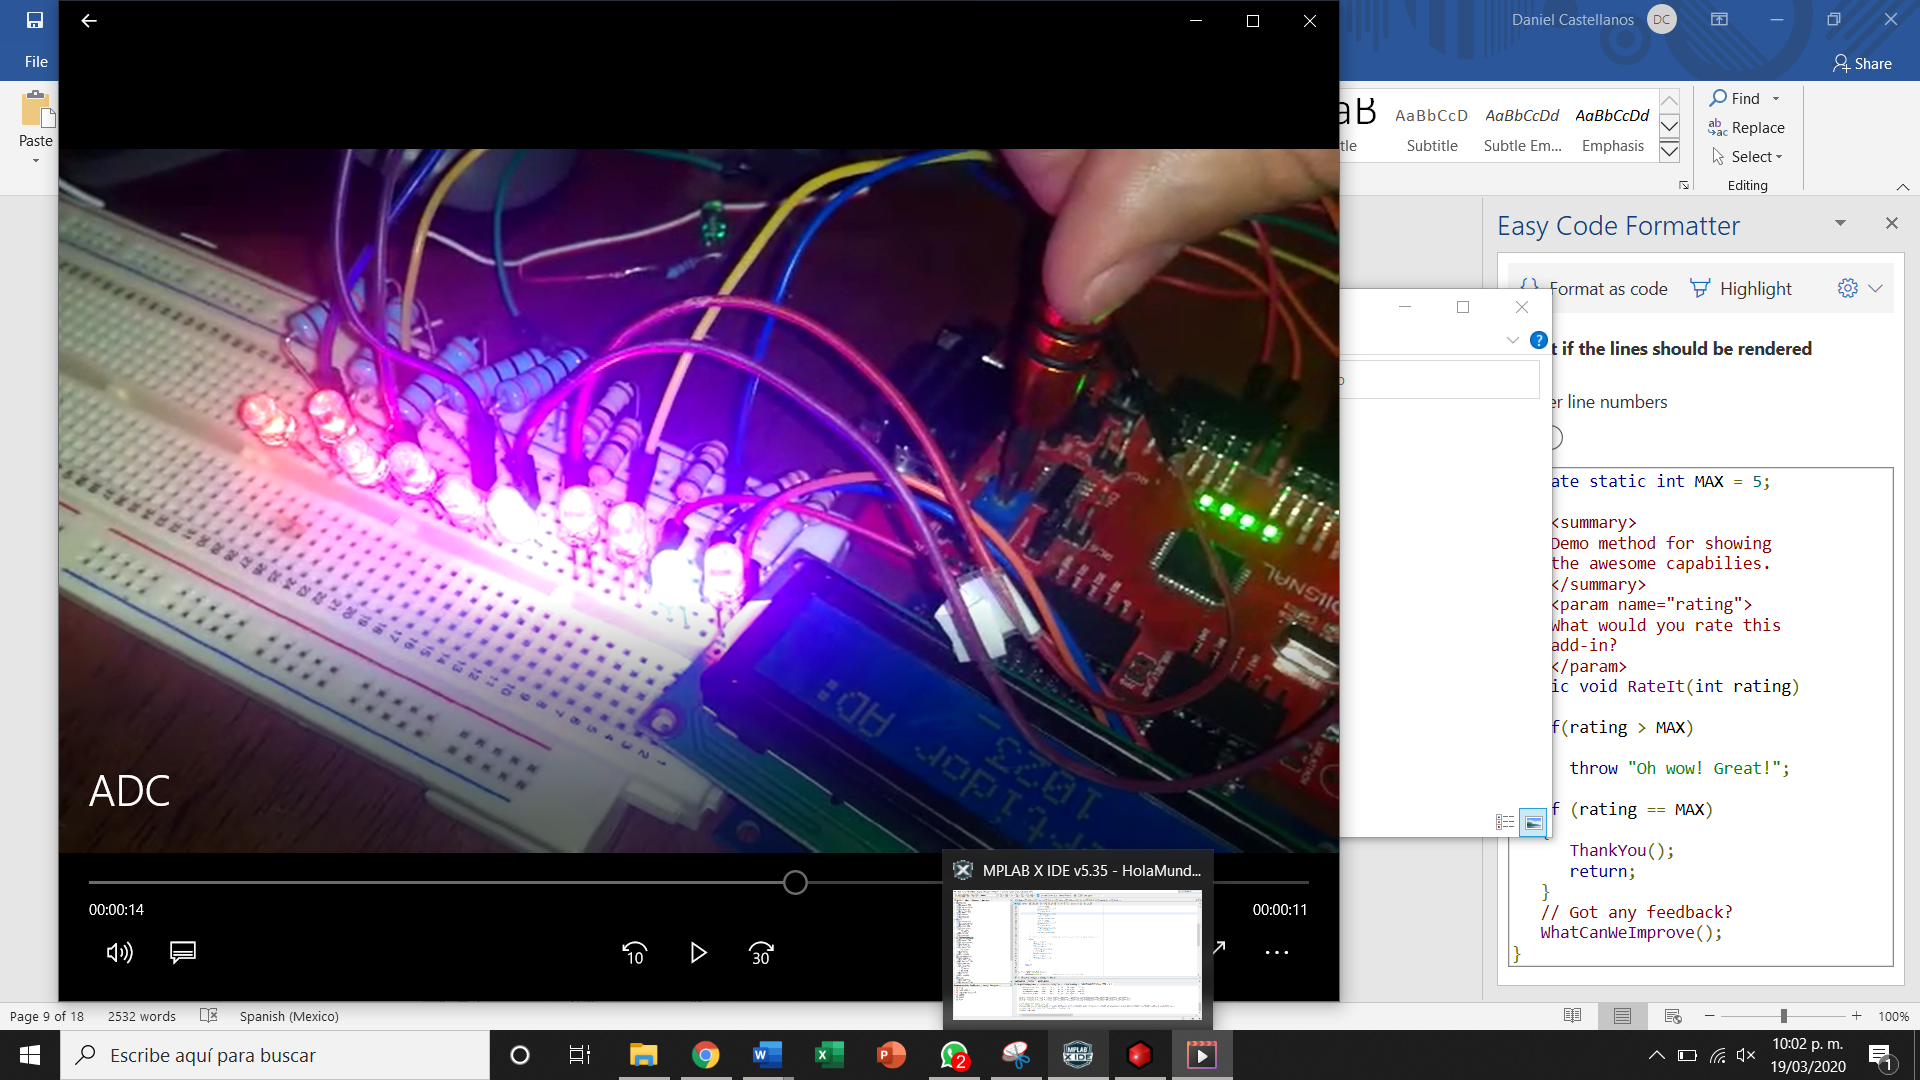 Daniel Castellanos
DC
File
Share
Paste
AaBbCcD
AaBbCcDd
AaBbCcDd
Subtitle
Subtle Em...
Emphasis
Find
Replace
Select
Editing
Easy Code Formatter
Format as code
Highlight
t if the lines should be rendered
er line numbers
ate static int MAX = 5;
<summary>
Demo method for showing
the awesome capabilies.
</summary>
<param name="rating">
What would you rate this
add-in?
</param>
ic void RateIt(int rating)
f(rating > MAX)
throw "Oh wow! Great!";
f (rating == MAX)
{
ThankYou();
return;
}
// Got any feedback?
WhatCanWeImprove();
}
AD:
1023
ADC
00:00:14
00:00:11
10
30
MPLAB X IDE v5.35 - HolaMund...
Page 9 of 18
2532 words
Spanish (Mexico)
100%
Escribe aquí para buscar
2
10:02 p. m.
19/03/2020
1